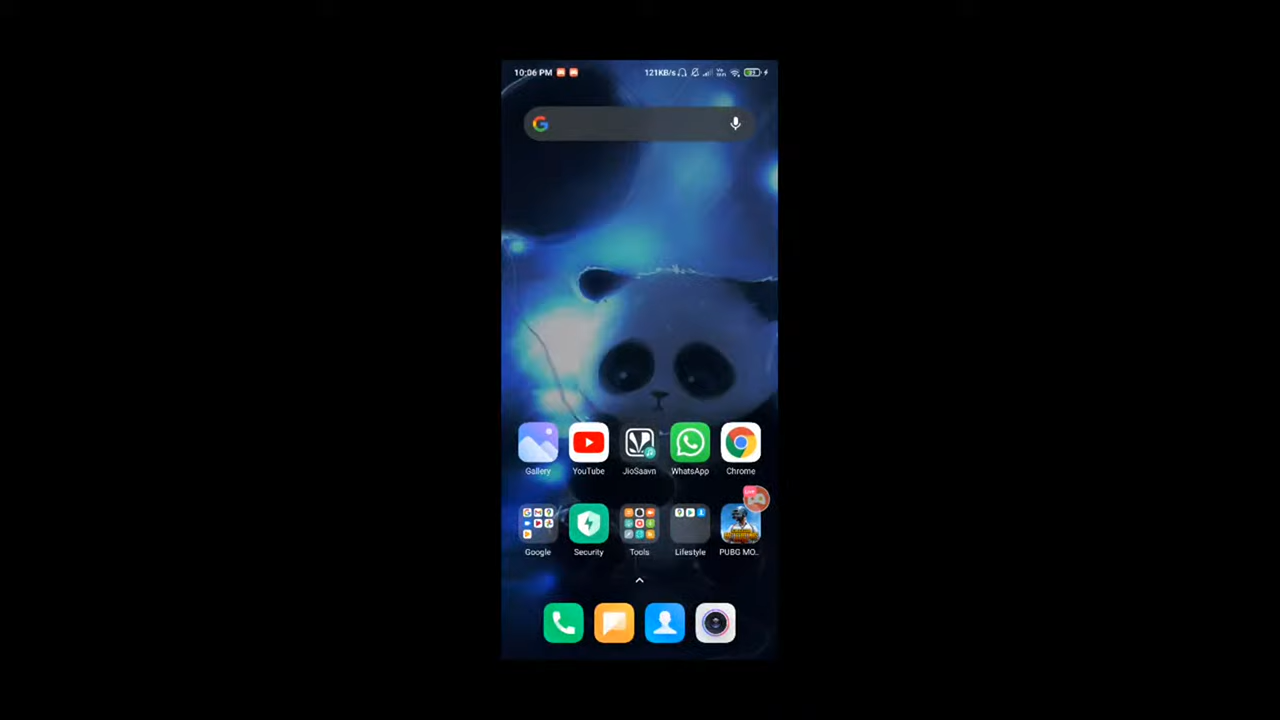 10:06 PM 121KB/s
Gallery YouTube JioSaavn WhatsApp Chrome
Google Security Tools Lifestyle PUBG MO..